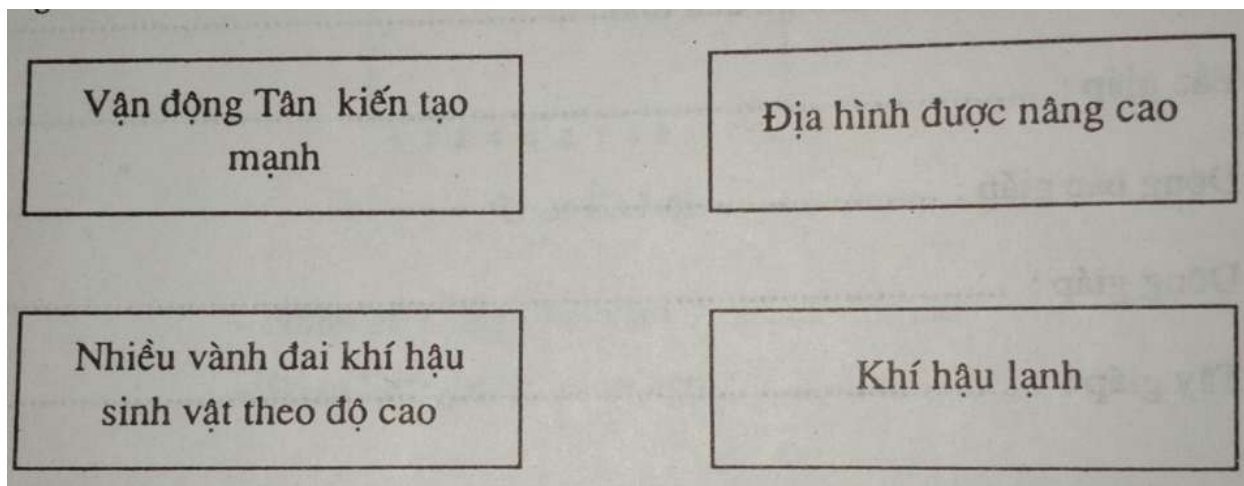 Vận động Tân kiến tạo
mạnh
Địa hình được nâng cao
Nhiều vành đai khí hậu
sinh vật theo độ cao
Khí hậu lạnh